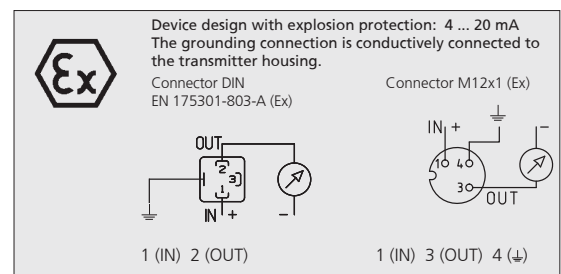 Device design with explosion protection: 4 ... 20 mA
The grounding connection is conductively connected to
the transmitter housing.
Ex
Connector DIN
EN 175301-803-A (Ex)
Connector M12x1 (Ex)
OUT
2
3
1
IN +
–
IN +
–
1 4
3
OUT
1 (IN) 2 (OUT)
1 (IN) 3 (OUT) 4 (⏚)